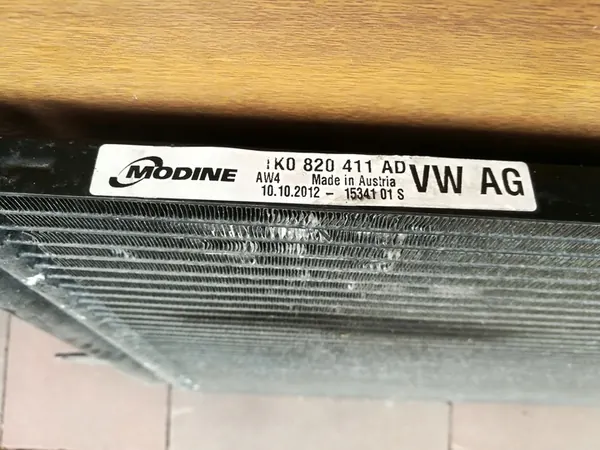 MODINE
1K0 820 411 AD
AW4 Made in Austria
10.10.2012 - 15341 01 S
VW AG